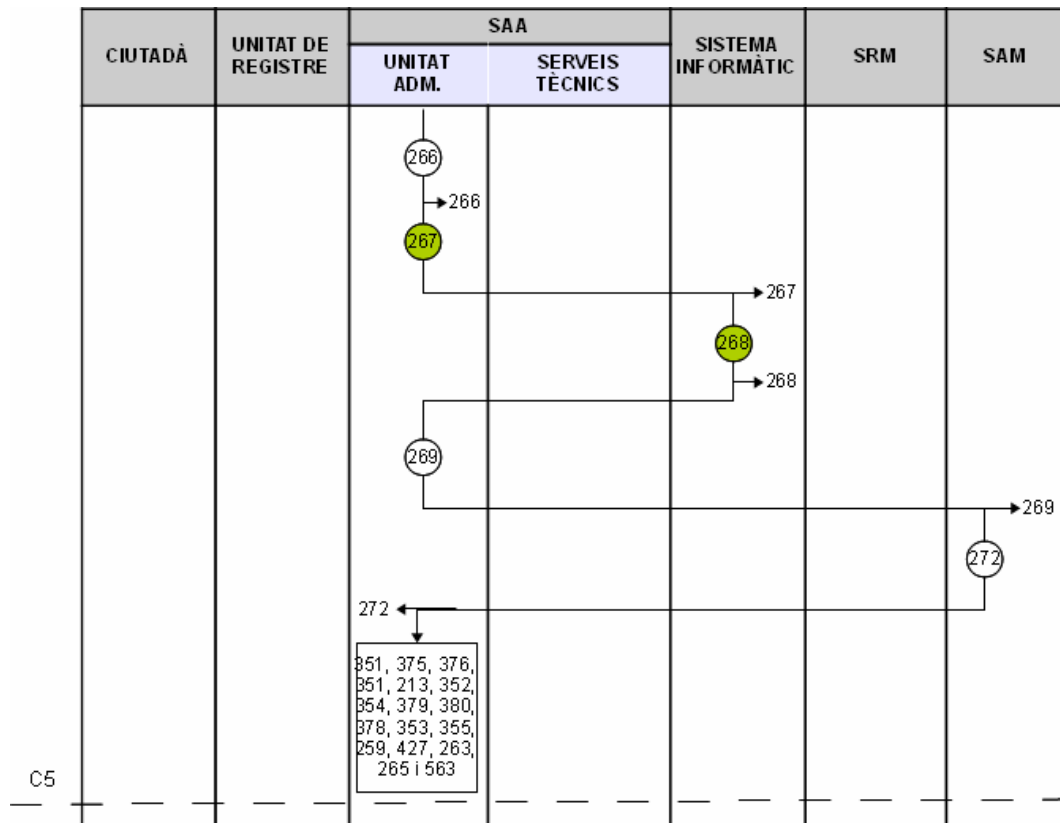 SAA
CIUTADÀ
UNITAT DE
REGISTRE
UNITAT
ADM.
SERVEIS
TÈCNICS
SISTEMA
INFORMÀTIC
SRM
SAM
266
266
267
267
268
268
269
269
272
272
351, 375, 376,
351, 213, 352,
354, 379, 380,
378, 353, 355,
259, 427, 263,
265 i 563
C5